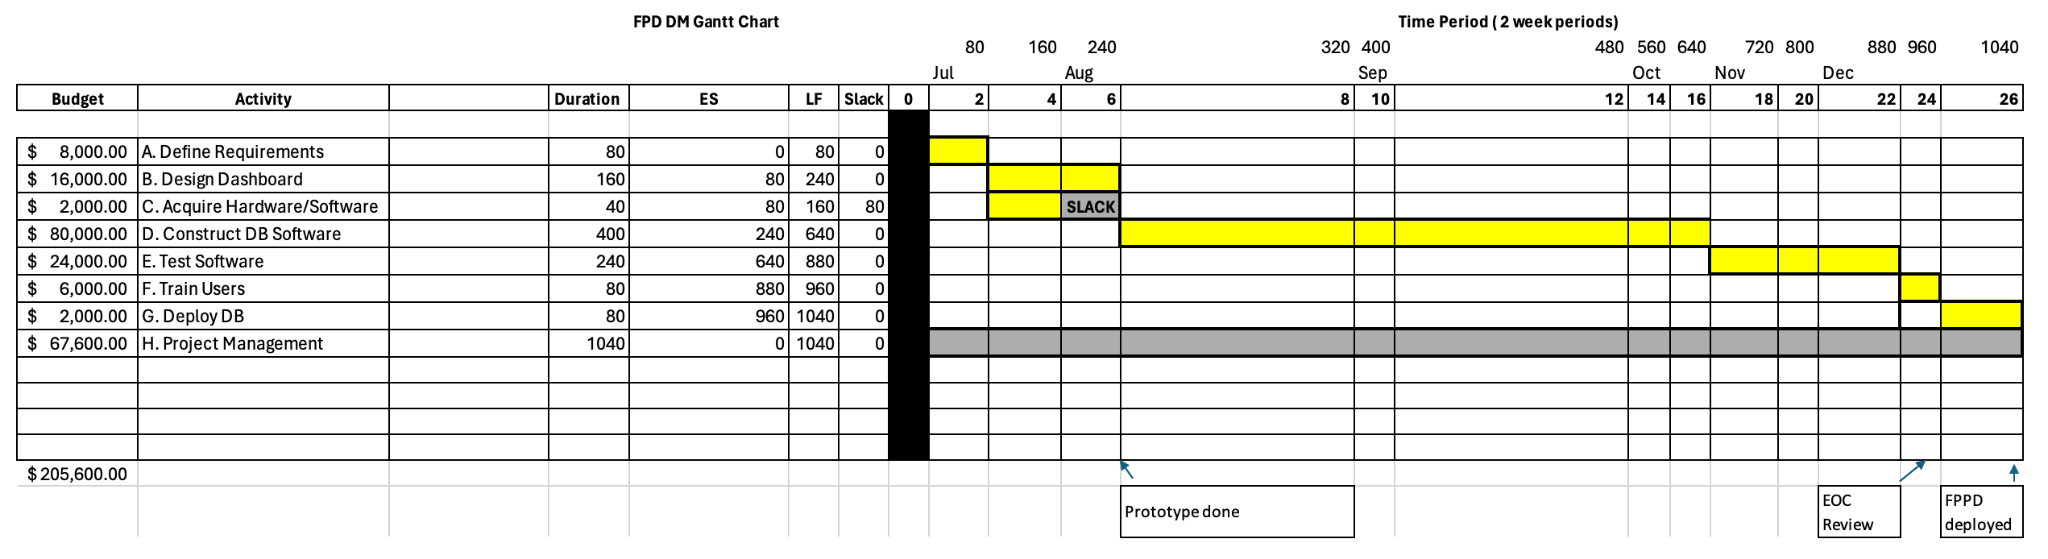 FPD DM Gantt Chart Time Period ( 2 week periods)
80 160 240 320 400 480 560 640 720 800 880 960 1040
Jul Aug Sep Oct Nov Dec
Budget Activity Duration ES LF Slack 0 2 4 6 8 10 12 14 16 18 20 22 24 26
$ 8,000.00 A. Define Requirements 80 0 80 0
$ 16,000.00 B. Design Dashboard 160 80 240 0
$ 2,000.00 C. Acquire Hardware/Software 40 80 160 80 SLACK
$ 80,000.00 D. Construct DB Software 400 240 640 0
$ 24,000.00 E. Test Software 240 640 880 0
$ 6,000.00 F. Train Users 80 880 960 0
$ 2,000.00 G. Deploy DB 80 960 1040 0
$ 67,600.00 H. Project Management 1040 0 1040 0
$ 205,600.00
Prototype done
EOC
Review
FPPD
deployed